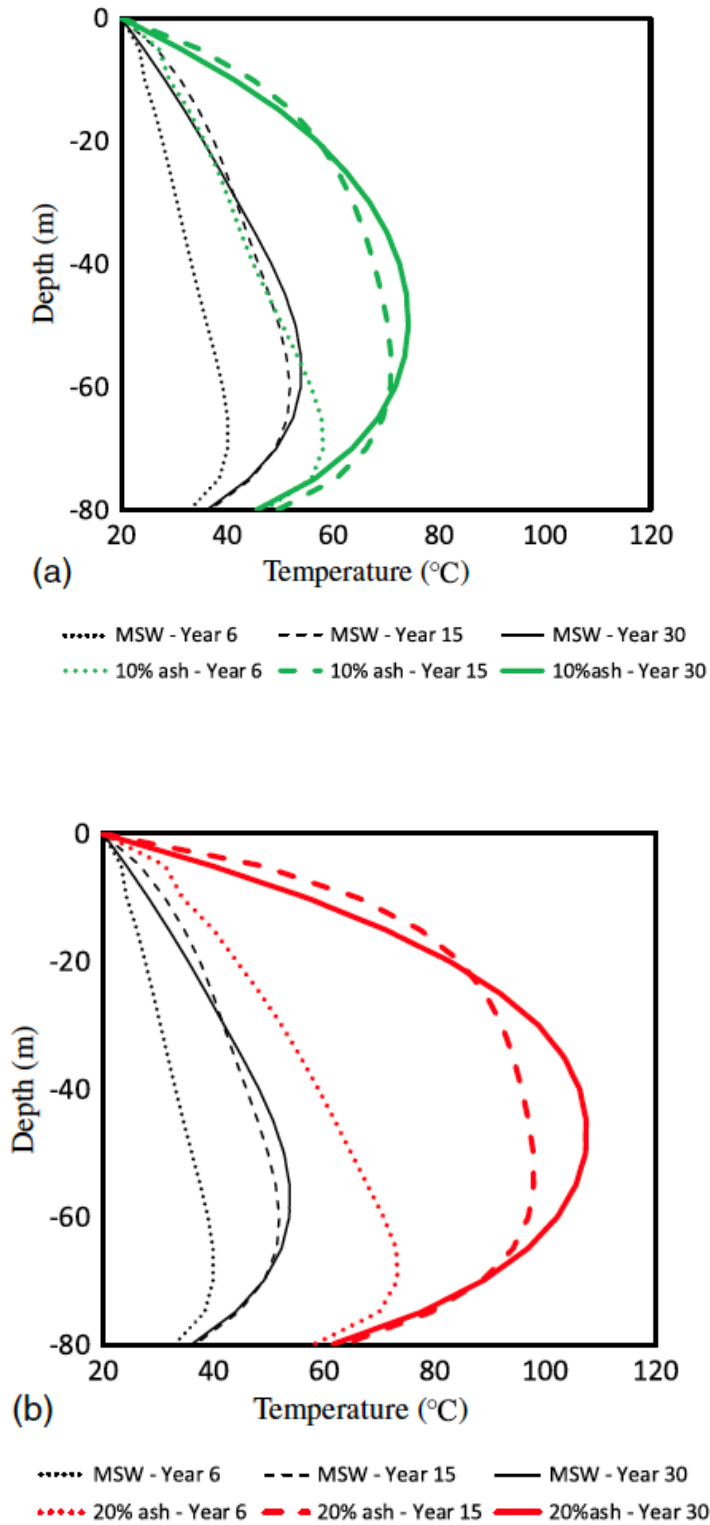 0
-20
-40
-60
-80
Depth (m)
20 40 60 80 100 120
(a)
Temperature (°C)
MSW - Year 6 MSW - Year 15 MSW - Year 30
10% ash - Year 6 10% ash - Year 15 10%ash - Year 30
0
-20
-40
-60
-80
Depth (m)
20 40 60 80 100 120
(b)
Temperature (°C)
MSW - Year 6 MSW - Year 15 MSW - Year 30
20% ash - Year 6 20% ash - Year 15 20%ash - Year 30